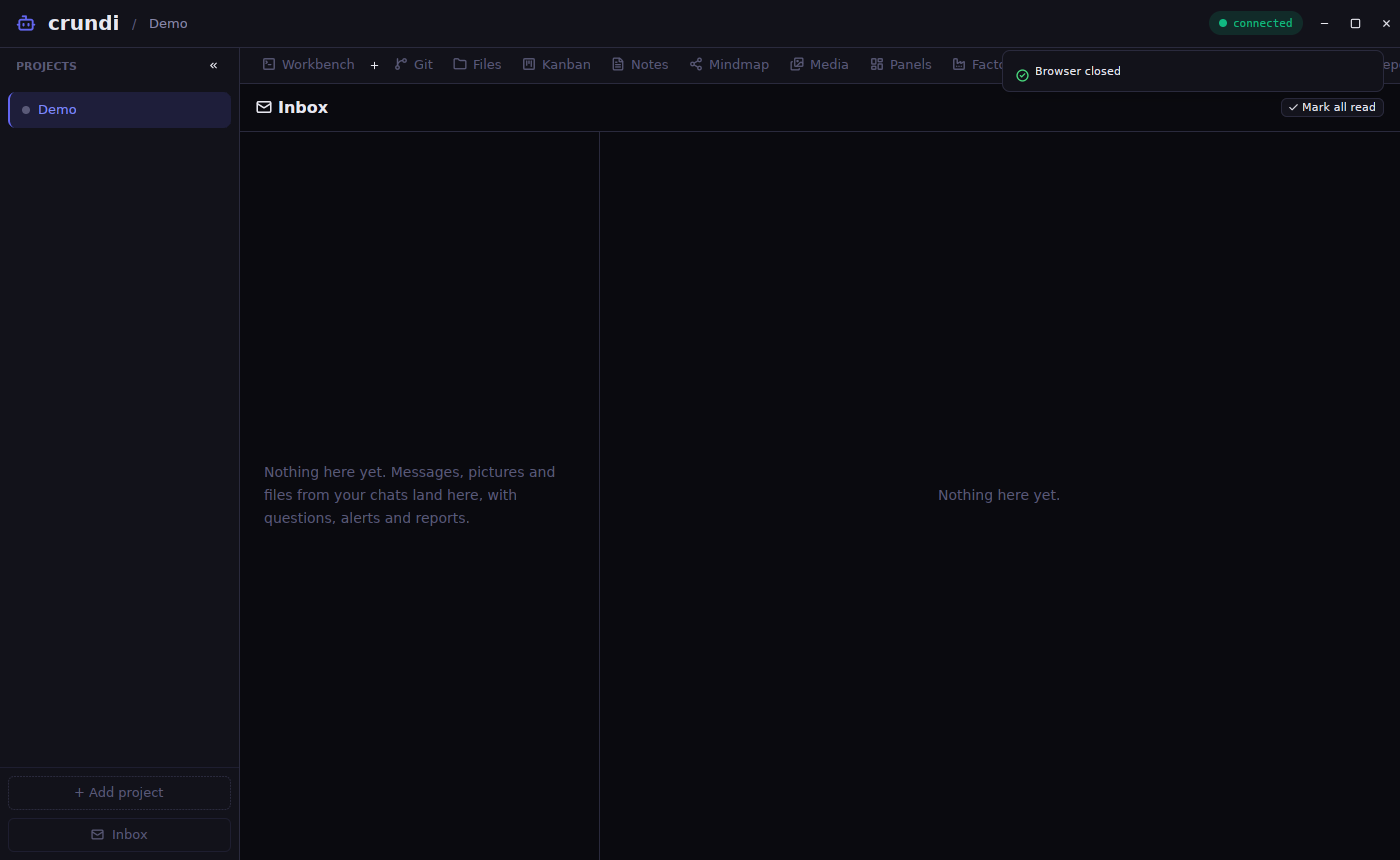 crundi / Demo
connected
PROJECTS
Workbench + Git Files Kanban Notes Mindmap Media Panels
Browser closed
Demo
Inbox
Mark all read
Nothing here yet. Messages, pictures and
files from your chats land here, with
questions, alerts and reports.
Nothing here yet.
+ Add project
Inbox